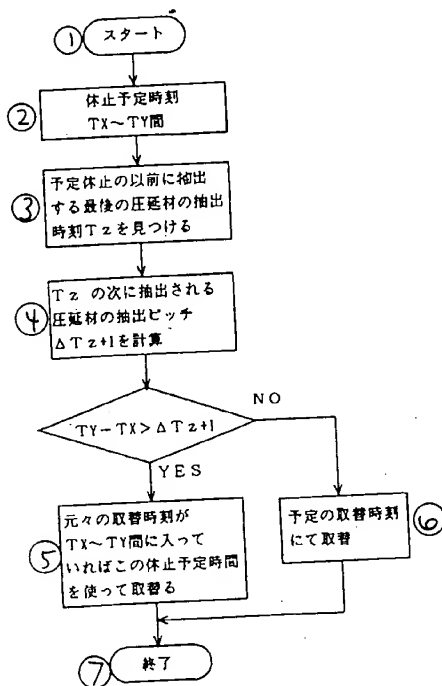 ① スタート
② 休止予定時刻
TX～TY間
③ 予定休止の以前に抽出
する最後の圧延材の抽出
時刻Tzを見つける
④ Tz の次に抽出される
圧延材の抽出ピッチ
ΔTz+1を計算
TY－TX＞ΔTz+1
NO
YES
⑤ 元々の取替時刻が
TX～TY間に入って
いればこの休止予定時間
を使って取替る
⑥ 予定の取替時刻
にて取替
⑦ 終了